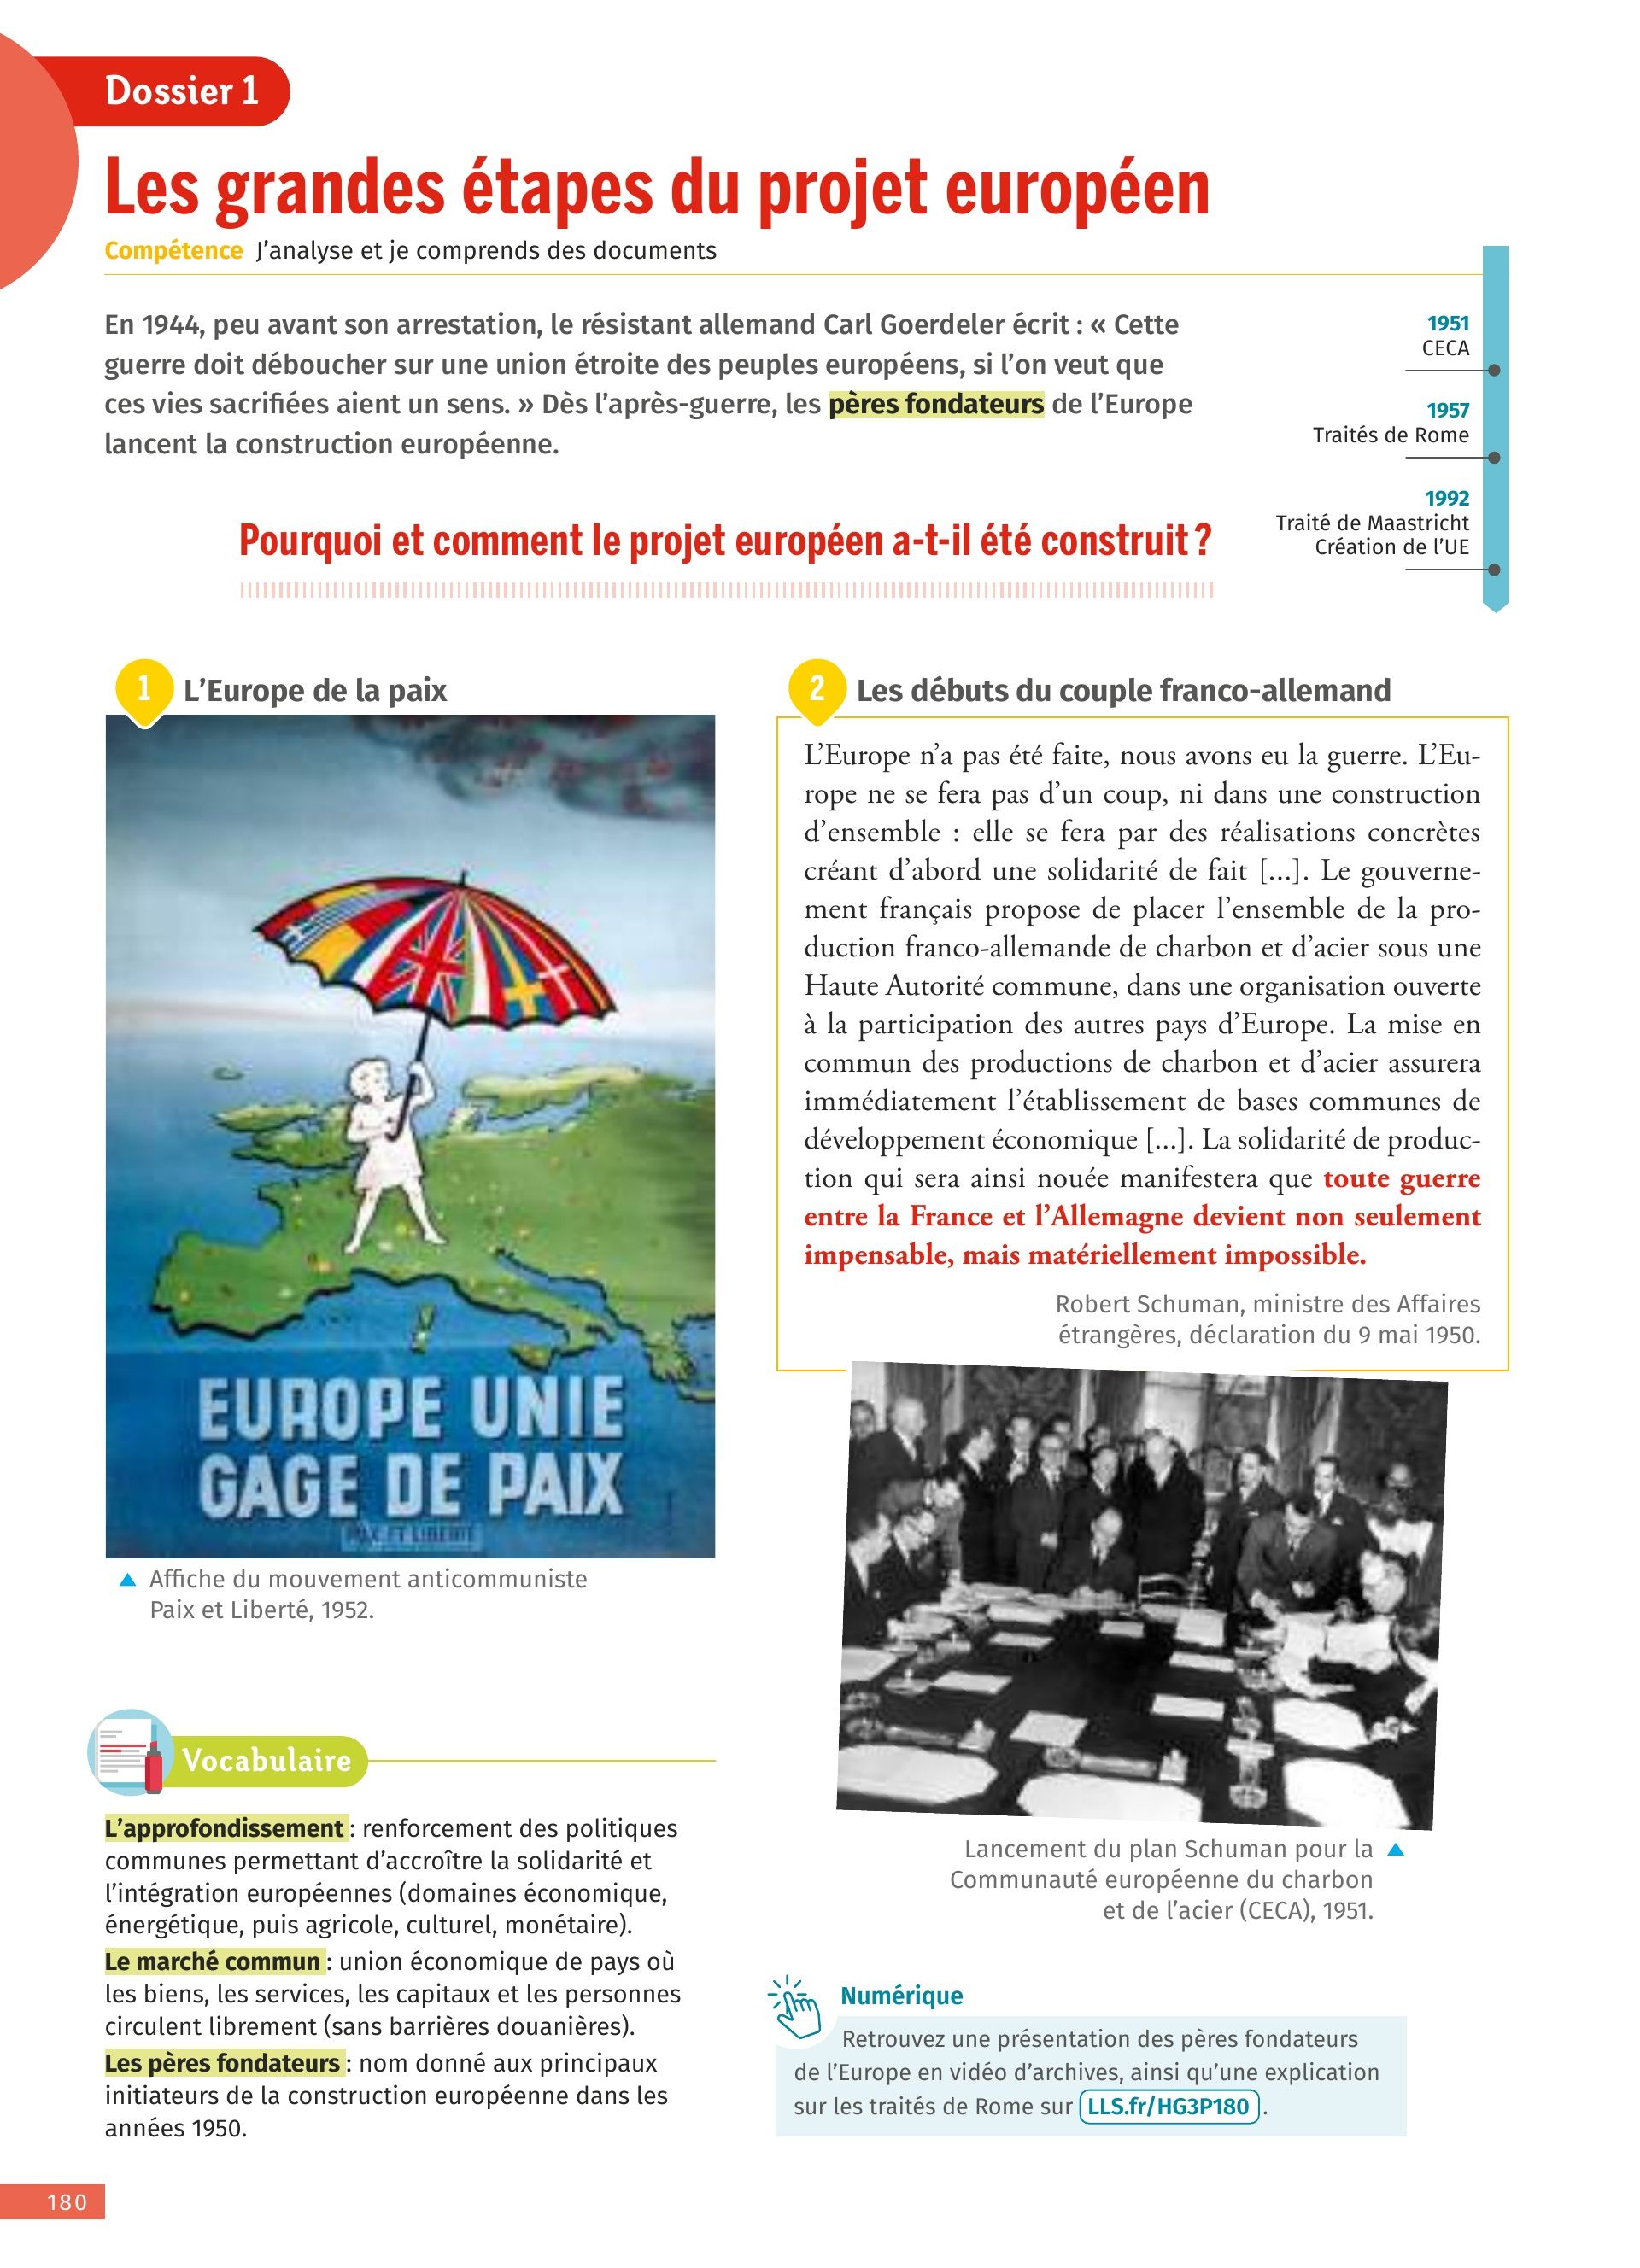 Dossier 1
Les grandes étapes du projet européen
Compétence J’analyse et je comprends des documents
En 1944, peu avant son arrestation, le résistant allemand Carl Goerdeler écrit : « Cette
guerre doit déboucher sur une union étroite des peuples européens, si l’on veut que
ces vies sacrifiées aient un sens. » Dès l’après-guerre, les pères fondateurs de l’Europe
lancent la construction européenne.
1951
CECA
1957
Traités de Rome
1992
Traité de Maastricht
Création de l’UE
Pourquoi et comment le projet européen a-t-il été construit ?
1 L’Europe de la paix
EUROPE UNIE
GAGE DE PAIX
PAIX ET LIBERTÉ
Affiche du mouvement anticommuniste
Paix et Liberté, 1952.
Vocabulaire
L’approfondissement : renforcement des politiques
communes permettant d’accroître la solidarité et
l’intégration européennes (domaines économique,
énergétique, puis agricole, culturel, monétaire).
Le marché commun : union économique de pays où
les biens, les services, les capitaux et les personnes
circulent librement (sans barrières douanières).
Les pères fondateurs : nom donné aux principaux
initiateurs de la construction européenne dans les
années 1950.
2 Les débuts du couple franco-allemand
L’Europe n’a pas été faite, nous avons eu la guerre. L’Eu-
rope ne se fera pas d’un coup, ni dans une construction
d’ensemble : elle se fera par des réalisations concrètes
créant d’abord une solidarité de fait [...]. Le gouverne-
ment français propose de placer l’ensemble de la pro-
duction franco-allemande de charbon et d’acier sous une
Haute Autorité commune, dans une organisation ouverte
à la participation des autres pays d’Europe. La mise en
commun des productions de charbon et d’acier assurera
immédiatement l’établissement de bases communes de
développement économique [...]. La solidarité de produc-
tion qui sera ainsi nouée manifestera que toute guerre
entre la France et l’Allemagne devient non seulement
impensable, mais matériellement impossible.
Robert Schuman, ministre des Affaires
étrangères, déclaration du 9 mai 1950.
Lancement du plan Schuman pour la
Communauté européenne du charbon
et de l’acier (CECA), 1951.
Numérique
Retrouvez une présentation des pères fondateurs
de l’Europe en vidéo d’archives, ainsi qu’une explication
sur les traités de Rome sur LLS.fr/HG3P180 .
180